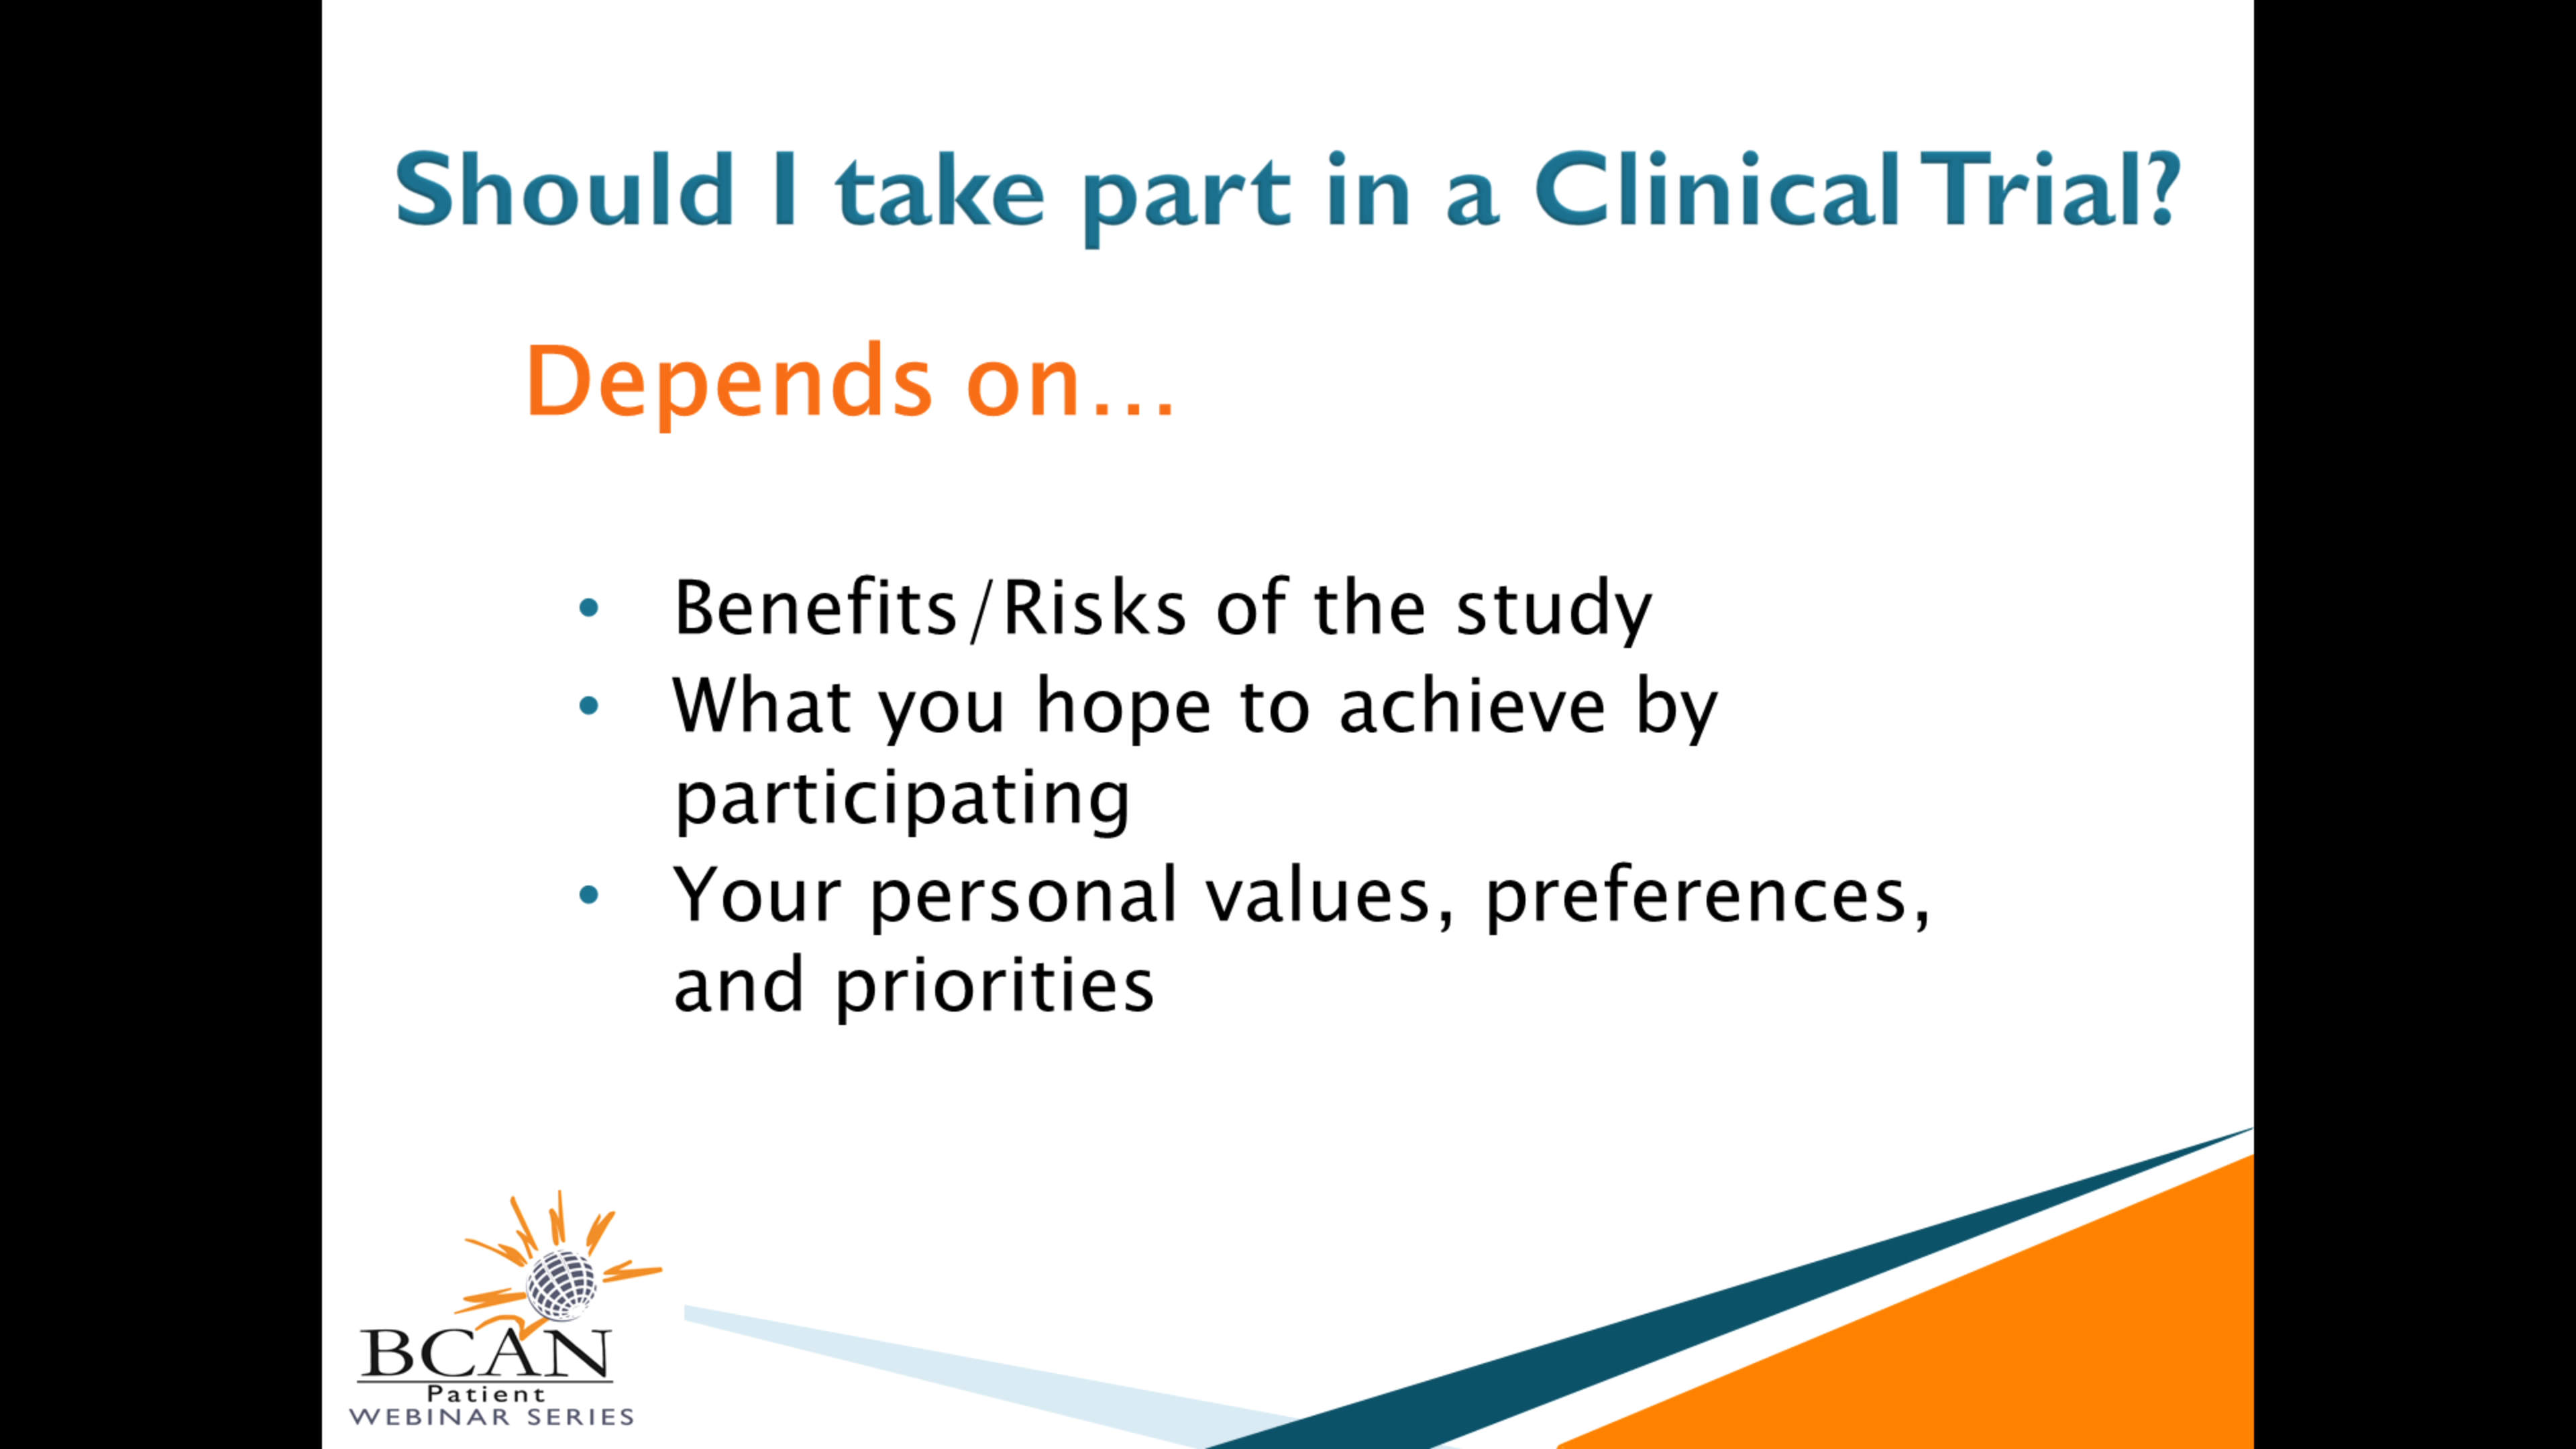 Should I take part in a Clinical Trial?
Depends on...
• Benefits/Risks of the study
• What you hope to achieve by
participating
• Your personal values, preferences,
and priorities
BCAN
Patient
WEBINAR SERIES